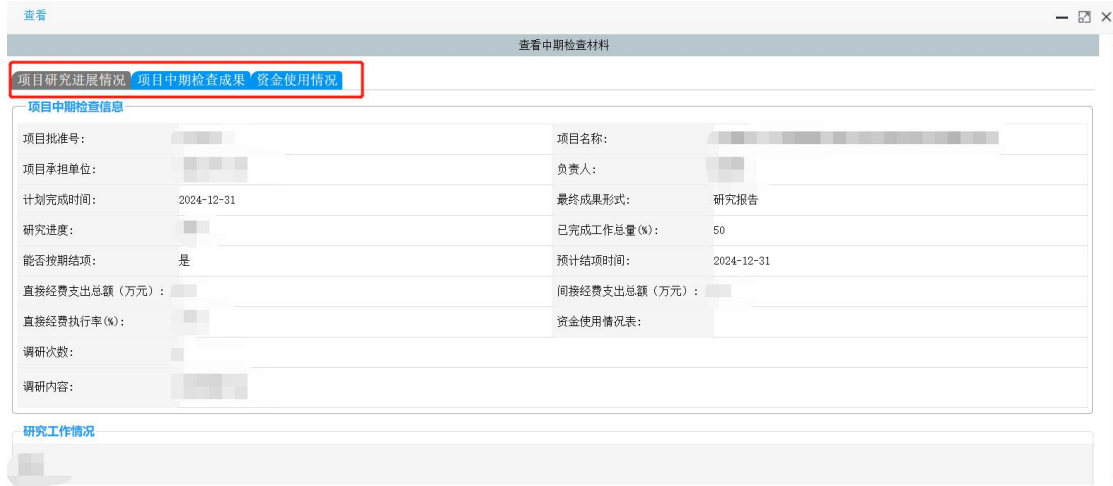 查看
查看中期检查材料
项目研究进展情况 项目中期检查成果 资金使用情况
项目中期检查信息
项目批准号: 项目名称:
项目承担单位: 负责人:
计划完成时间: 2024-12-31 最终成果形式: 研究报告
研究进度: 已完成工作总量(%): 50
能否按期结项: 是 预计结项时间: 2024-12-31
直接经费支出总额（万元）: 间接经费支出总额（万元）:
直接经费执行率(%): 资金使用情况表:
调研次数:
调研内容:
研究工作情况